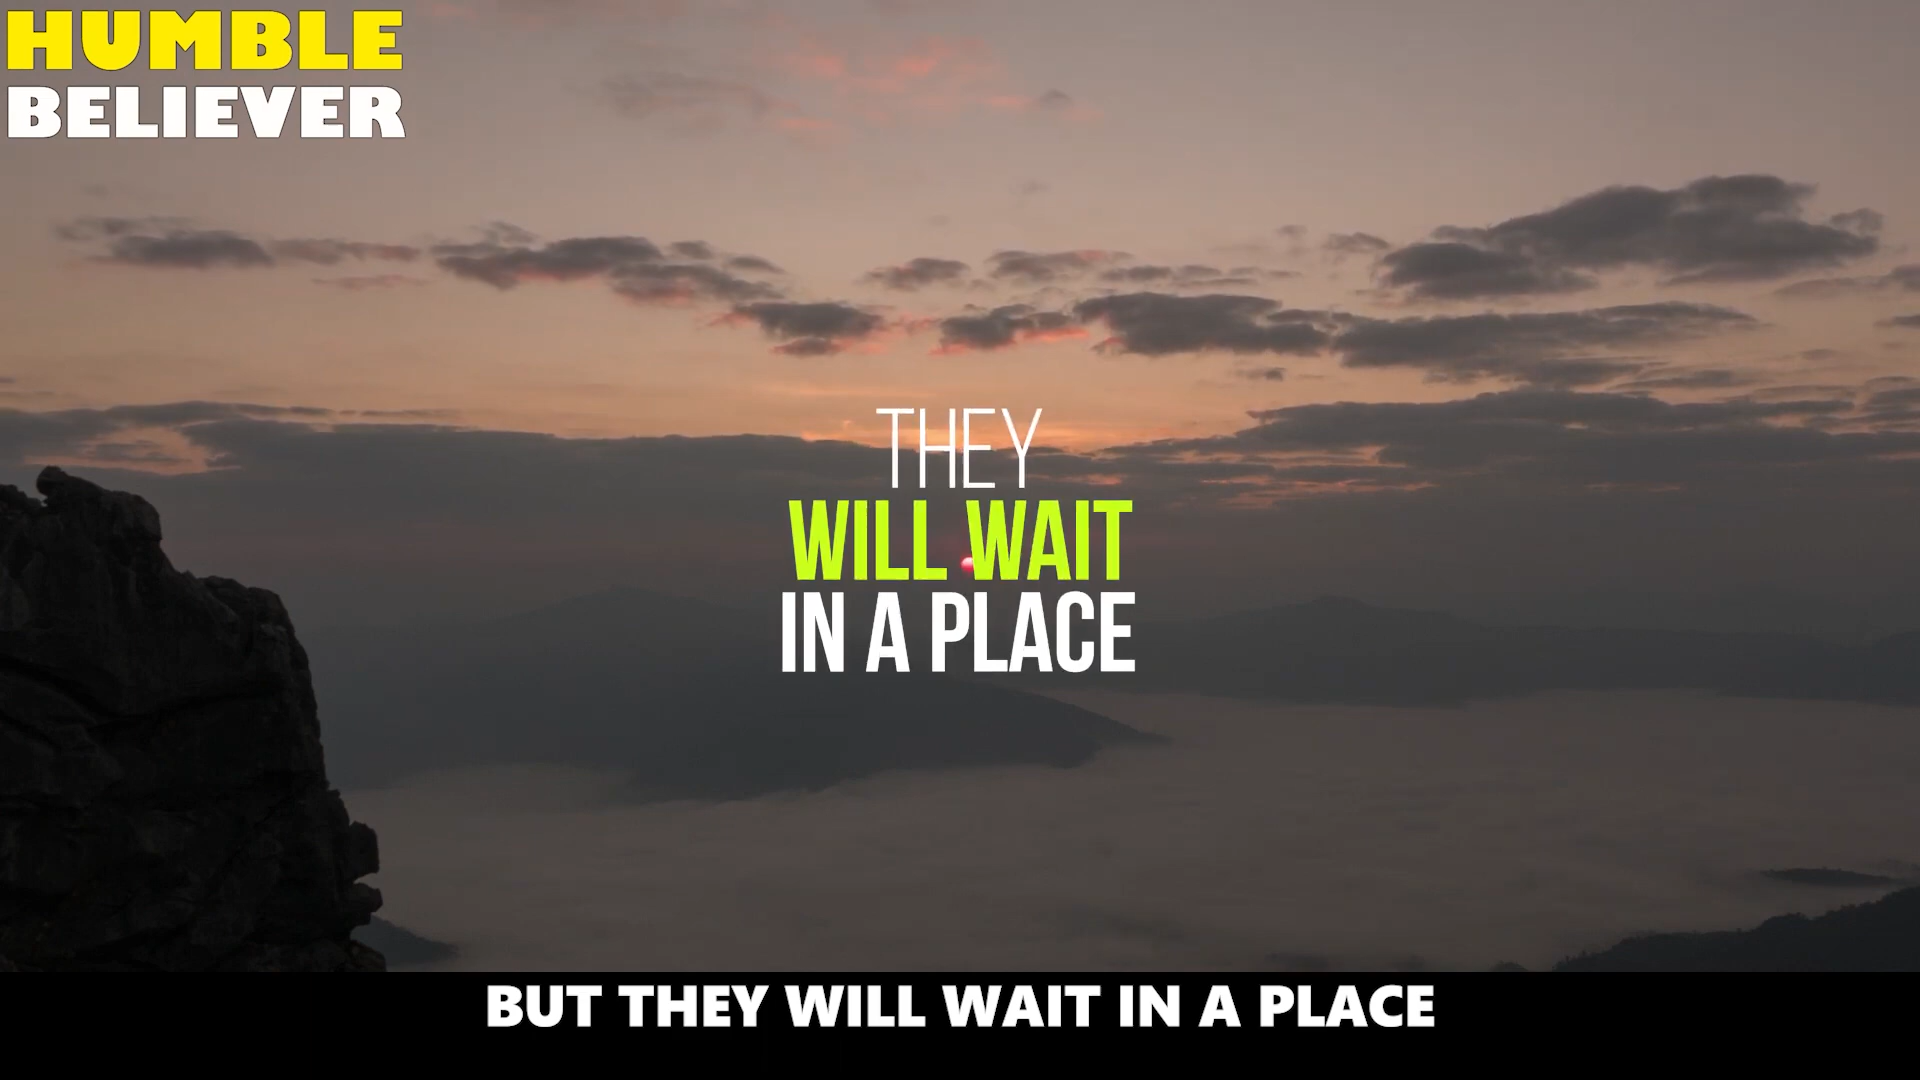 HUMBLE
BELIEVER
THEY
WILL WAIT
IN A PLACE
BUT THEY WILL WAIT IN A PLACE